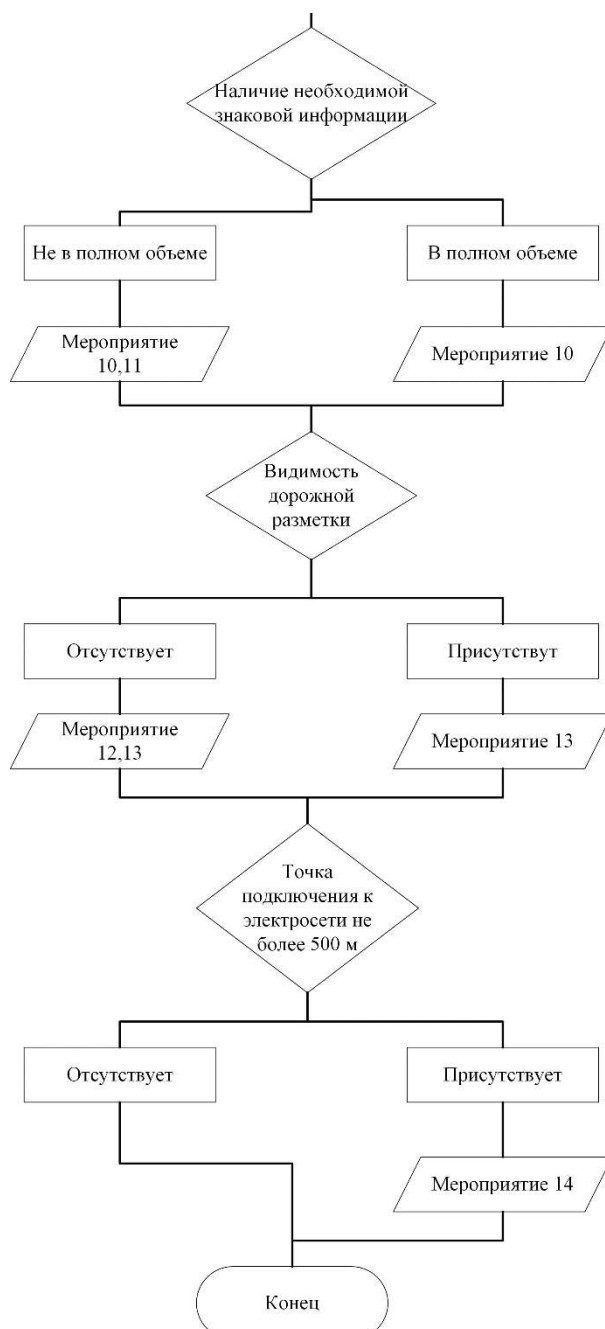 Наличие необходимой
знаковой информации
Не в полном объеме
В полном объеме
Мероприятие
10,11
Мероприятие 10
Видимость
дорожной
разметки
Отсутствует
Присутствут
Мероприятие
12,13
Мероприятие 13
Точка
подключения к
электросети не
более 500 м
Отсутствует
Присутствует
Мероприятие 14
Конец